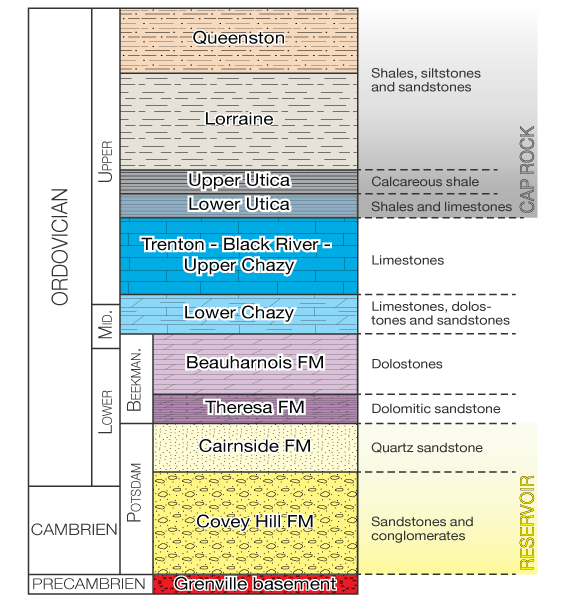 Queenston
Shales, siltstones
and sandstones
Lorraine
UPPER
CAP ROCK
Upper Utica
Calcareous shale
Lower Utica
Shales and limestones
ORDOVICIAN
Trenton - Black River -
Upper Chazy
Limestones
MID.
Lower Chazy
Limestones, dolos-
tones and sandstones
LOWER
BEEKMAN.
Beauharnois FM
Dolostones
Theresa FM
Dolomitic sandstone
POTSDAM
Cairnside FM
Quartz sandstone
RESERVOIR
CAMBRIEN
Covey Hill FM
Sandstones and
conglomerates
PRECAMBRIEN
Grenville basement